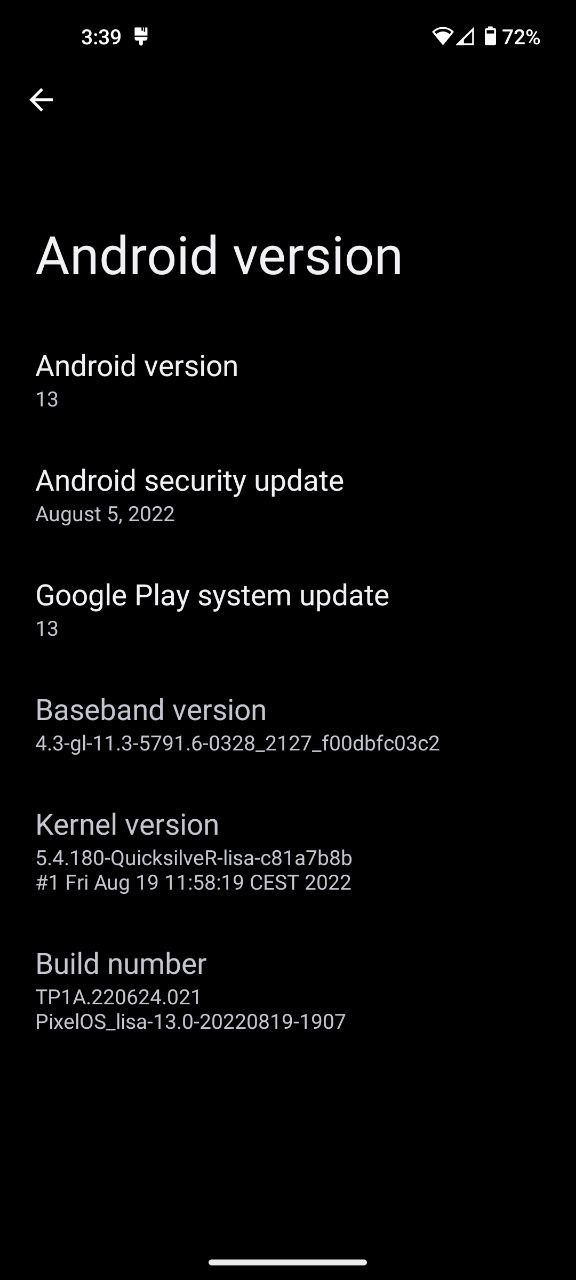 3:39
72%
Android version
Android version
13
Android security update
August 5, 2022
Google Play system update
13
Baseband version
4.3-gl-11.3-5791.6-0328_2127_f00dbfc03c2
Kernel version
5.4.180-QuicksilveR-lisa-c81a7b8b
#1 Fri Aug 19 11:58:19 CEST 2022
Build number
TP1A.220624.021
PixelOS_lisa-13.0-20220819-1907